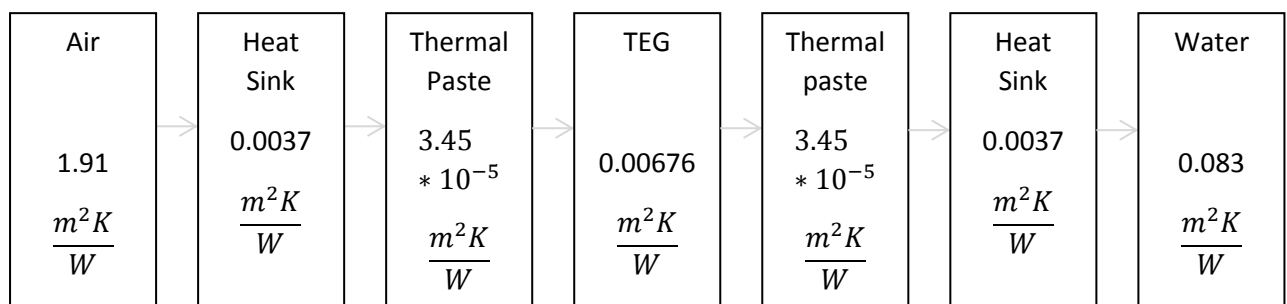 Air
1.91
m²K
W
Heat
Sink
0.0037
m²K
W
Thermal
Paste
3.45
* 10⁻⁵
m²K
W
TEG
0.00676
m²K
W
Thermal
paste
3.45
* 10⁻⁵
m²K
W
Heat
Sink
0.0037
m²K
W
Water
0.083
m²K
W